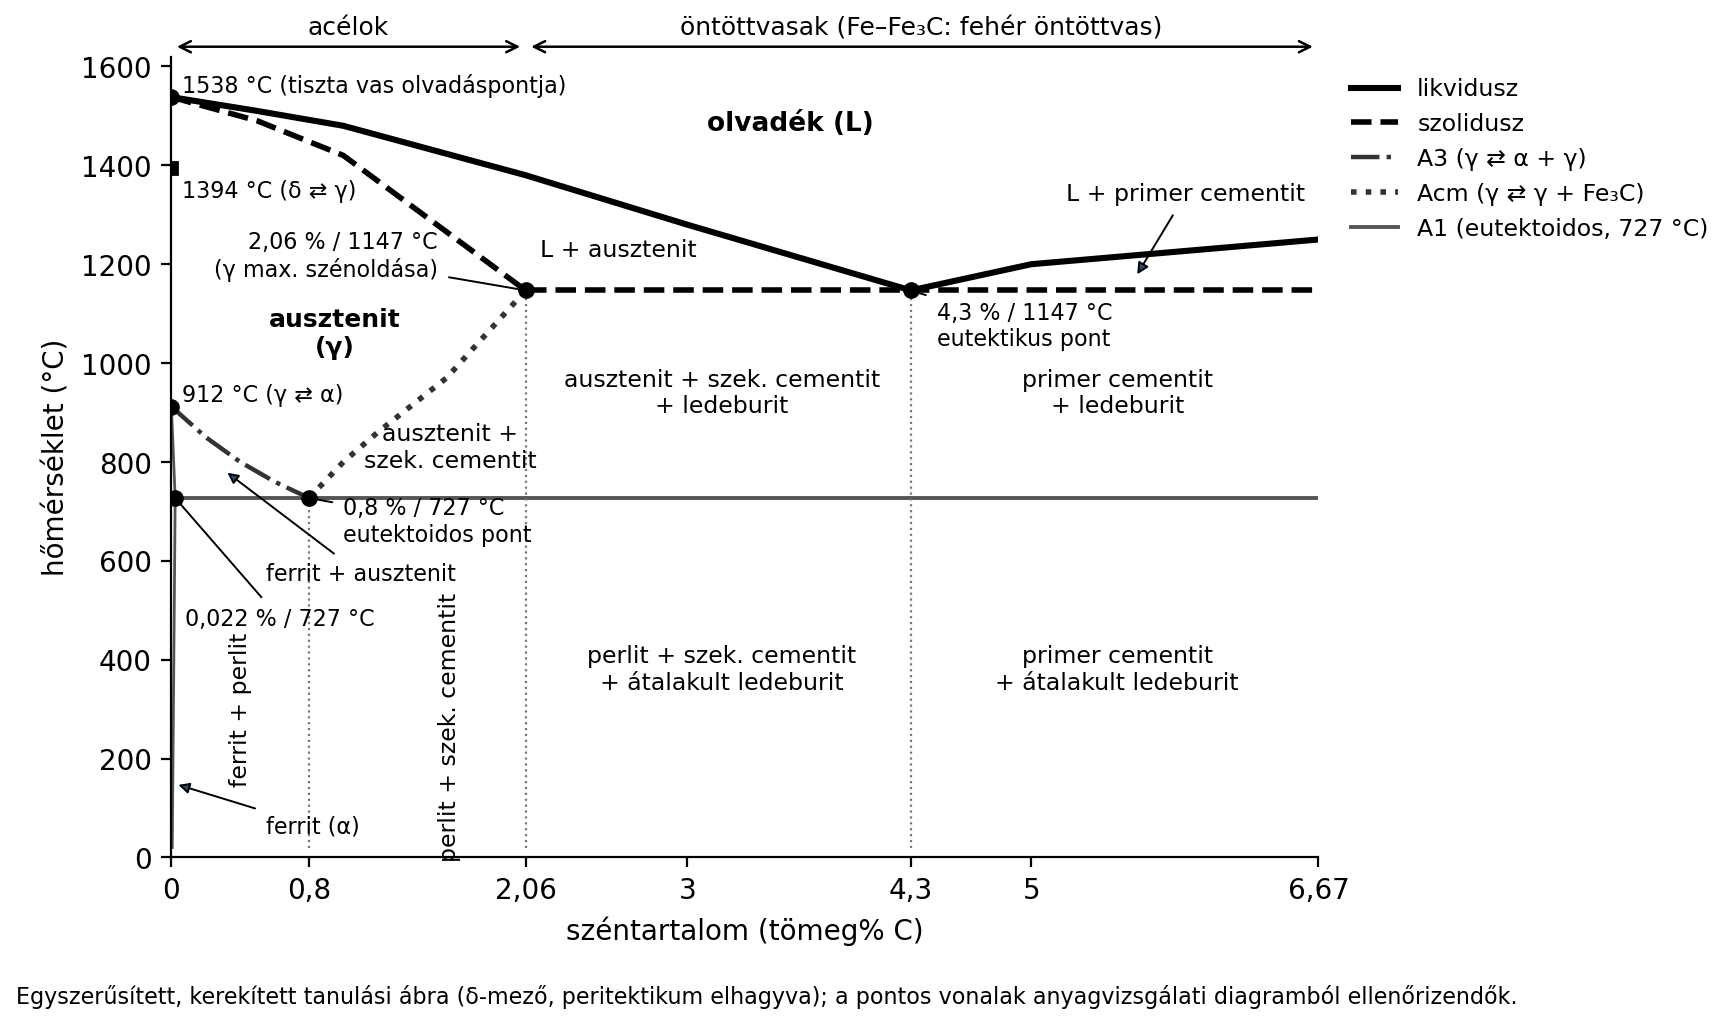 acélok
öntöttvasak (Fe–Fe₃C: fehér öntöttvas)
1600
1400
1200
1000
800
600
400
200
0
hőmérséklet (°C)
1538 °C (tiszta vas olvadáspontja)
olvadék (L)
1394 °C (δ ⇄ γ)
L + primer cementit
2,06 % / 1147 °C
(γ max. szénoldása)
L + ausztenit
ausztenit
(γ)
4,3 % / 1147 °C
eutektikus pont
912 °C (γ ⇄ α)
ausztenit + szek. cementit
+ ledeburit
primer cementit
+ ledeburit
ausztenit +
szek. cementit
0,8 % / 727 °C
eutektoidos pont
ferrit + ausztenit
0,022 % / 727 °C
ferrit + perlit
perlit + szek. cementit
perlit + szek. cementit
+ átalakult ledeburit
primer cementit
+ átalakult ledeburit
ferrit (α)
0
0,8
2,06
3
4,3
5
6,67
széntartalom (tömeg% C)
likvidusz
szolidusz
A3 (γ ⇄ α + γ)
Acm (γ ⇄ γ + Fe₃C)
A1 (eutektoidos, 727 °C)
Egyszerűsített, kerekített tanulási ábra (δ-mező, peritektikum elhagyva); a pontos vonalak anyagvizsgálati diagramból ellenőrizendők.